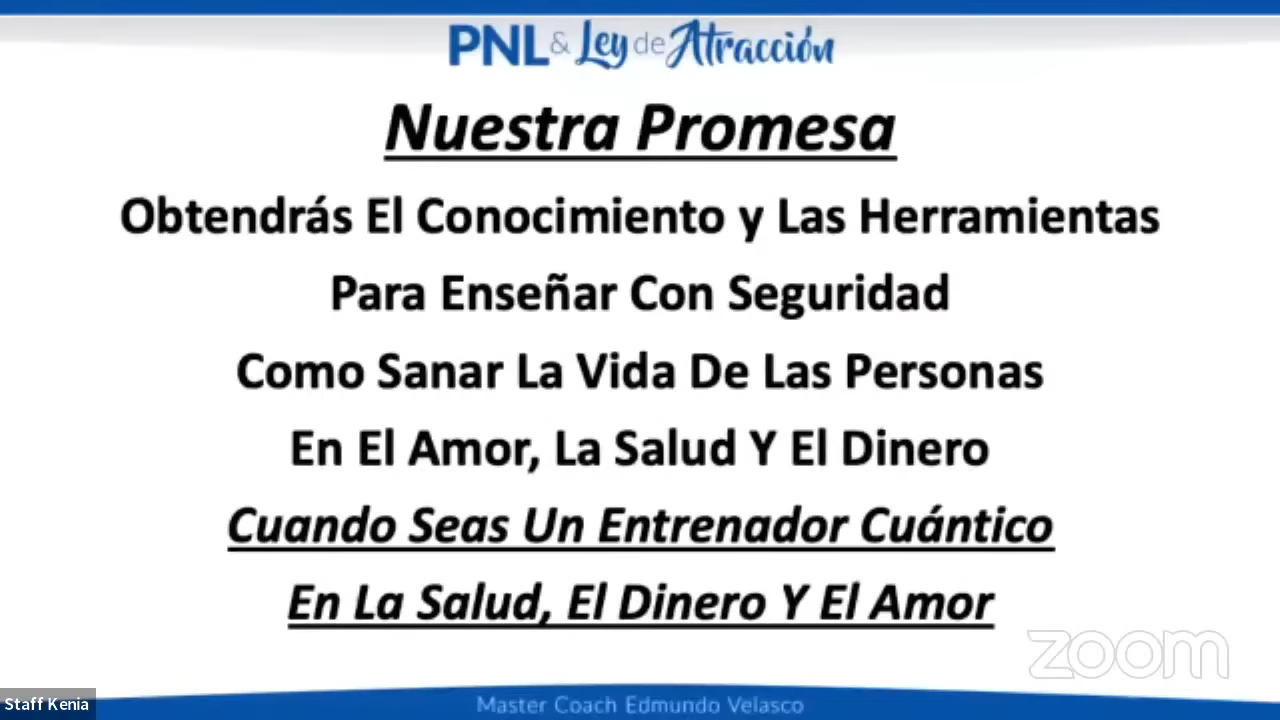 PNL & Ley de Atracción
Nuestra Promesa
Obtendrás El Conocimiento y Las Herramientas
Para Enseñar Con Seguridad
Como Sanar La Vida De Las Personas
En El Amor, La Salud Y El Dinero
Cuando Seas Un Entrenador Cuántico
En La Salud, El Dinero Y El Amor
zoom
Staff Kenia
Master Coach Edmundo Velasco